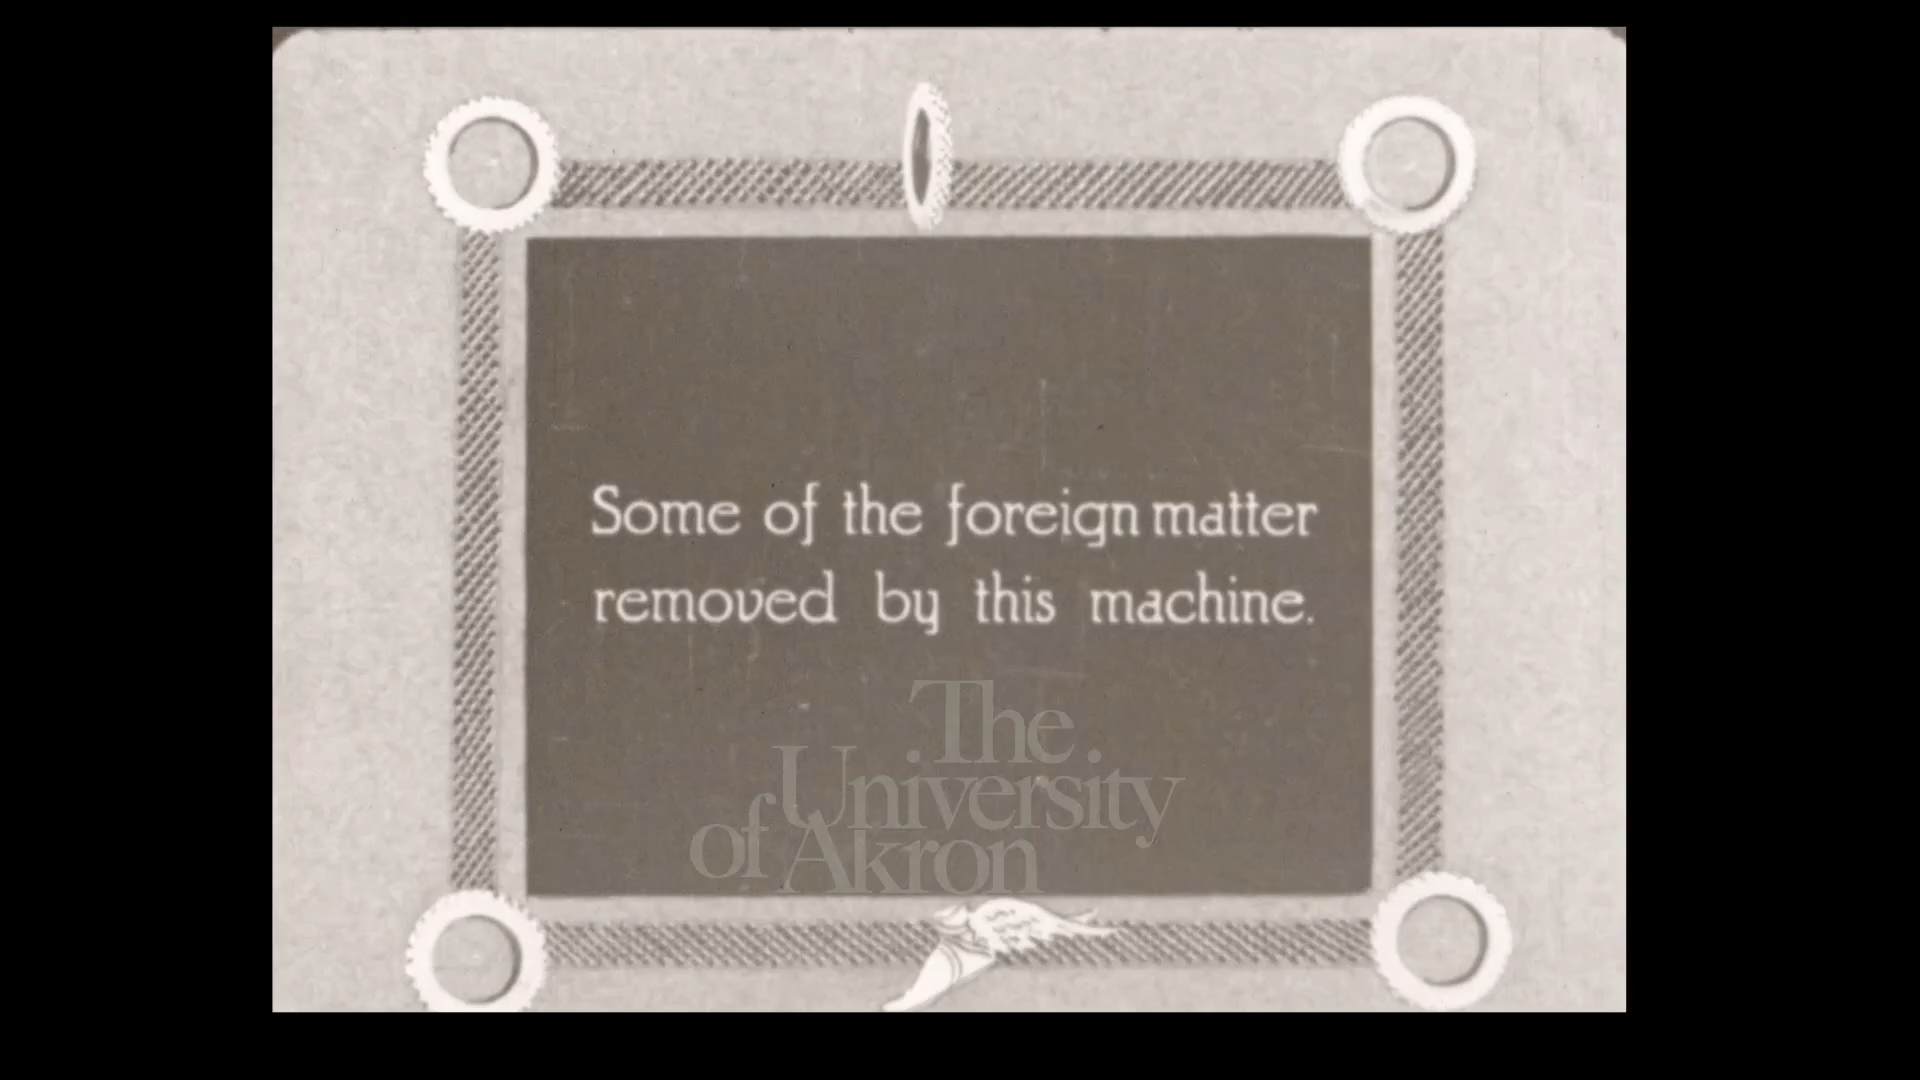 Some of the foreign matter
removed by this machine.
The
University
of Akron